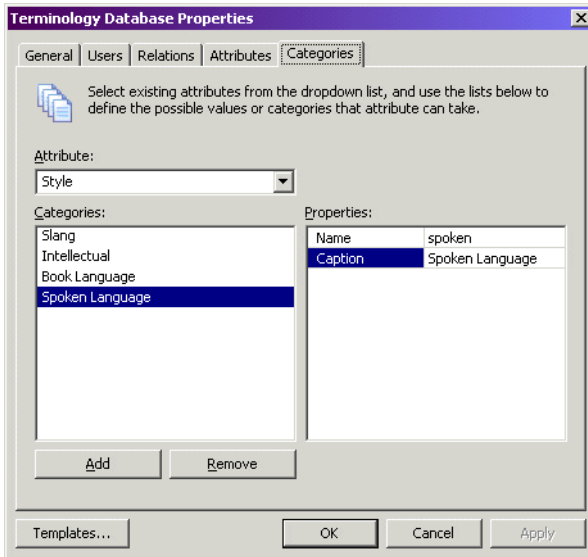 Terminology Database Properties
General Users Relations Attributes Categories
Select existing attributes from the dropdown list, and use the lists below to
define the possible values or categories that attribute can take.
Attribute:
Style
Categories:
Slang
Intellectual
Book Language
Spoken Language
Properties:
Name spoken
Caption Spoken Language
Add Remove
Templates... OK Cancel Apply